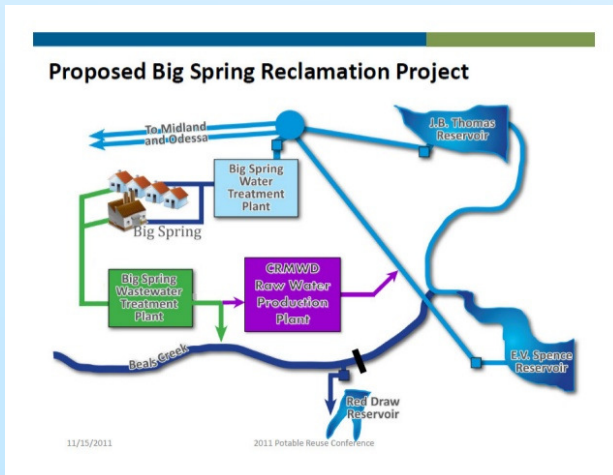 Proposed Big Spring Reclamation Project
To Midland
and Odessa
J.B. Thomas
Reservoir
Big Spring
Water
Treatment
Plant
Big Spring
Big Spring
Wastewater
Treatment
Plant
CRMWD
Raw Water
Production
Plant
Beals Creek
E.V. Spence
Reservoir
Red Draw
Reservoir
11/15/2011
2011 Potable Reuse Conference